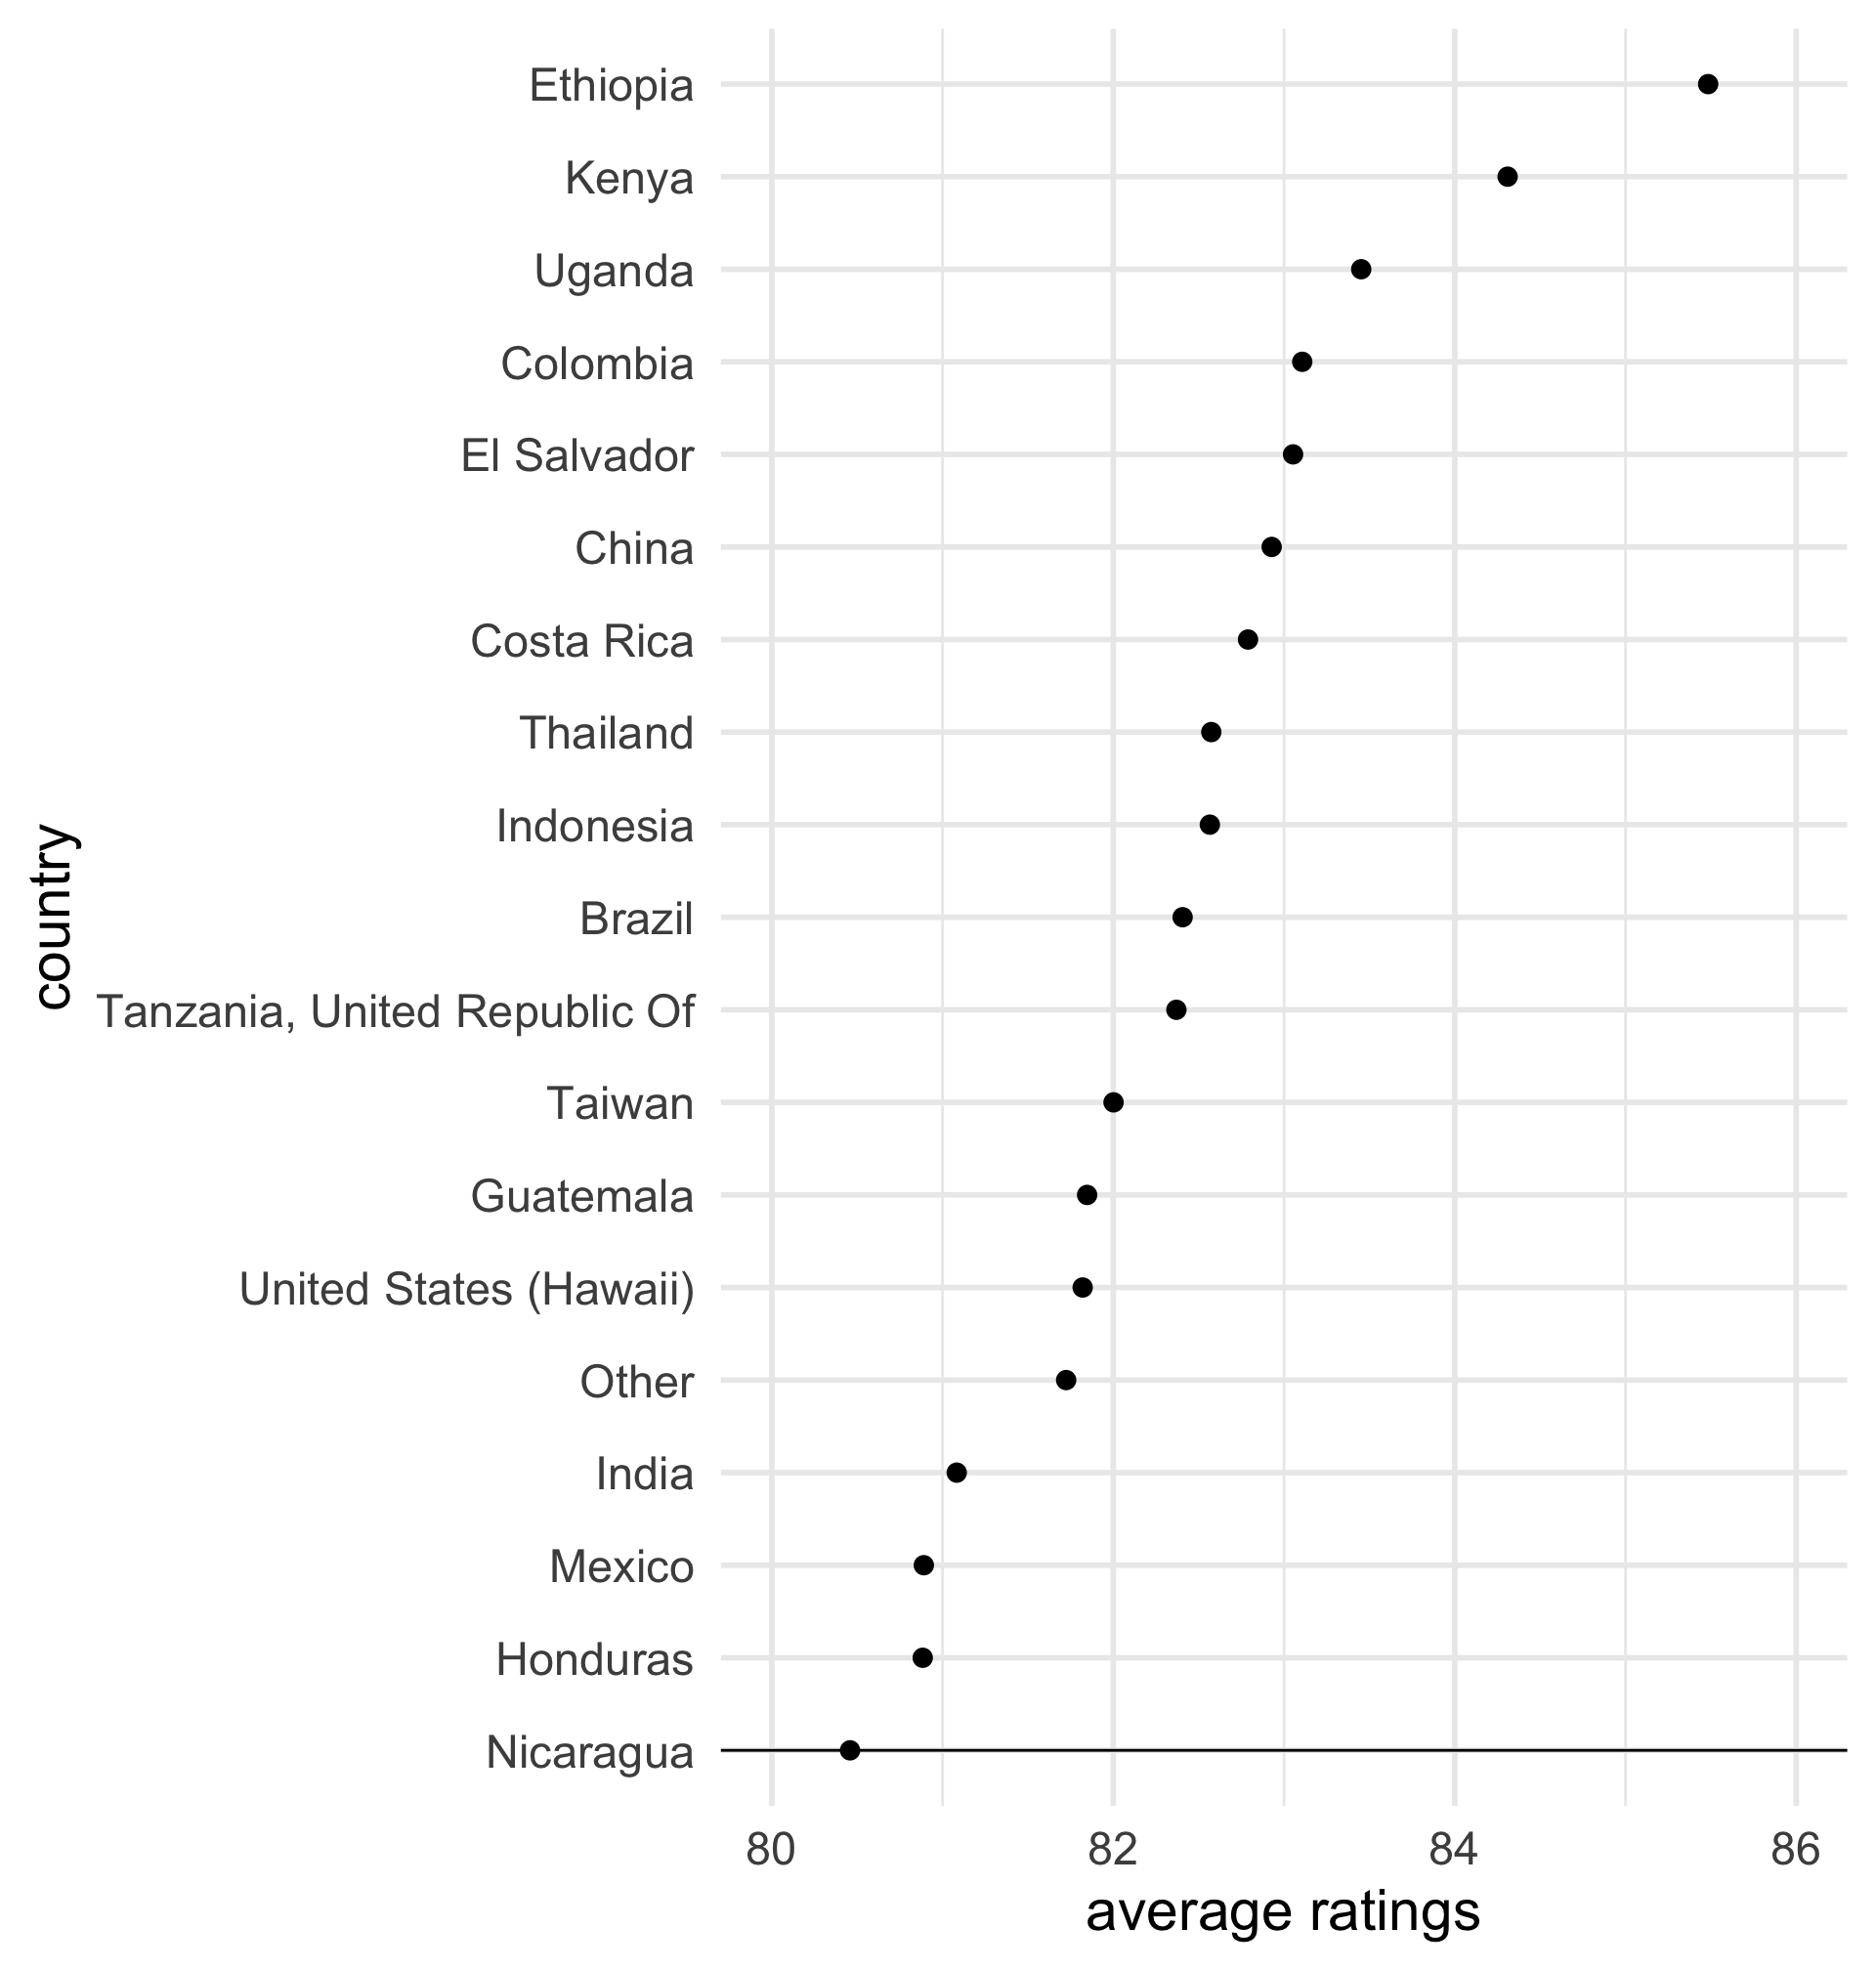 Ethiopia
Kenya
Uganda
Colombia
El Salvador
China
Costa Rica
Thailand
Indonesia
Brazil
Tanzania, United Republic Of
Taiwan
Guatemala
United States (Hawaii)
Other
India
Mexico
Honduras
Nicaragua
country
80 82 84 86
average ratings